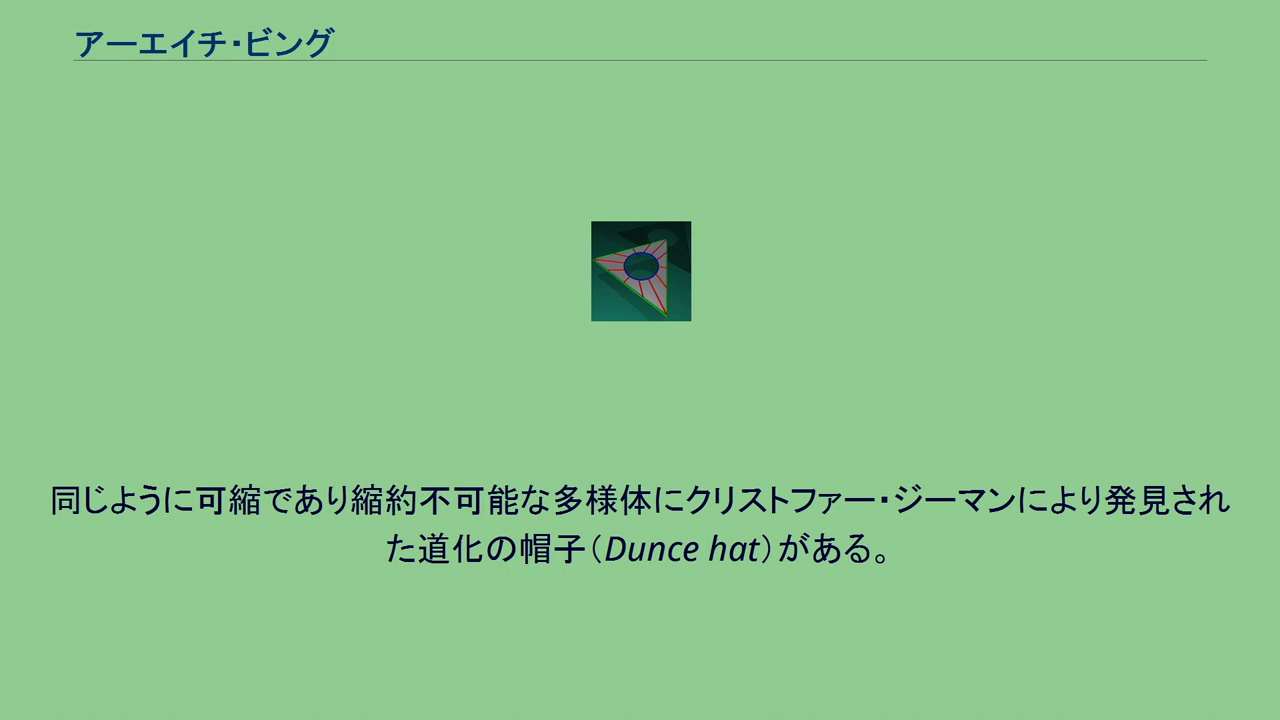 アーエイチ・ビング
同じように可縮であり縮約不可能な多様体にクリストファー・ジーマンにより発見され
た道化の帽子（Dunce hat）がある。